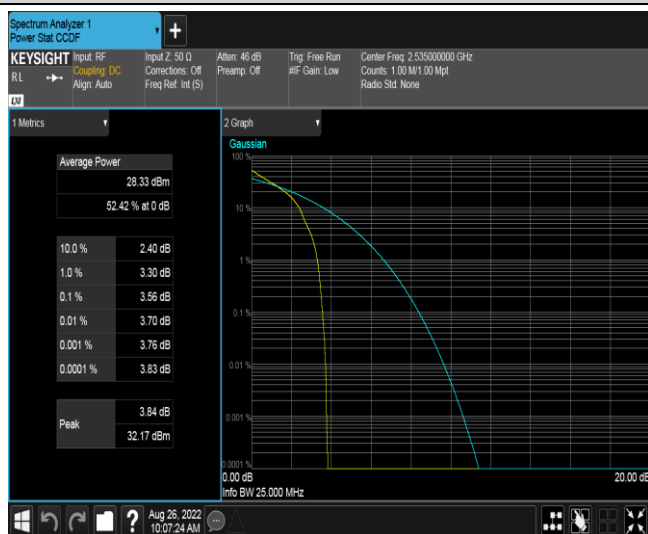 Spectrum Analyzer 1
Power Stat CCDF
+
KEYSIGHT
RL
LXI
Input: RF
Coupling: DC
Align: Auto
Input Z: 50 Ω
Corrections: Off
Freq Ref: Int (S)
Atten: 46 dB
Preamp: Off
Trig: Free Run
#IF Gain: Low
Center Freq: 2.535000000 GHz
Counts: 1.00 M/1.00 Mpt
Radio Std: None
1 Metrics
Average Power
28.33 dBm
52.42 % at 0 dB
10.0 % 2.40 dB
1.0 % 3.30 dB
0.1 % 3.56 dB
0.01 % 3.70 dB
0.001 % 3.76 dB
0.0001 % 3.83 dB
Peak 3.84 dB
32.17 dBm
2 Graph
Gaussian
100 %
10 %
1 %
0.1 %
0.01 %
0.001 %
0.0001 %
0.00 dB 20.00 dB
Info BW 25.000 MHz
?
Aug 26, 2022
10:07:24 AM